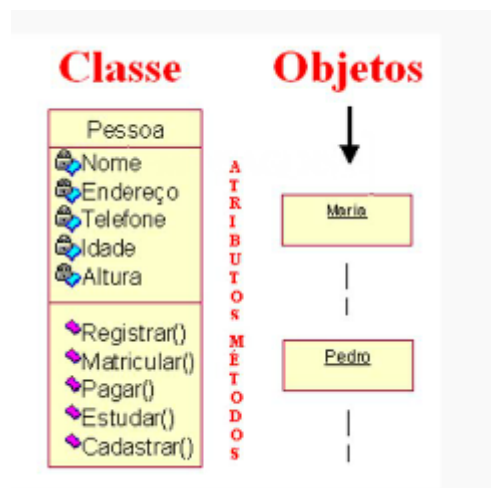 Classe
Objetos
Pessoa
Nome
Endereço
Telefone
Idade
Altura
Registrar()
Matricular()
Pagar()
Estudar()
Cadastrar()
ATRIBUTOS
MÉTODOS
Maria
Pedro